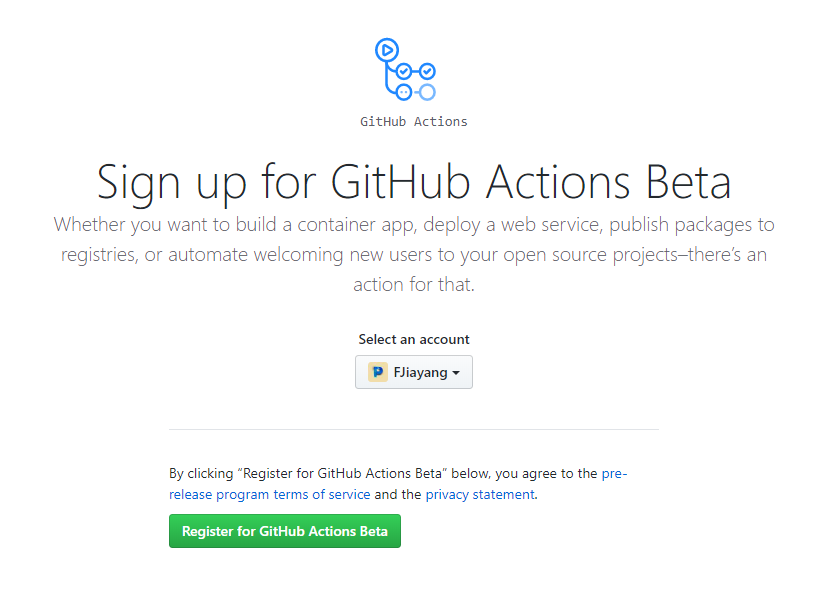 GitHub Actions
Sign up for GitHub Actions Beta
Whether you want to build a container app, deploy a web service, publish packages to
registries, or automate welcoming new users to your open source projects–there’s an
action for that.
Select an account
FJiayang
By clicking “Register for GitHub Actions Beta” below, you agree to the pre-
release program terms of service and the privacy statement.
Register for GitHub Actions Beta